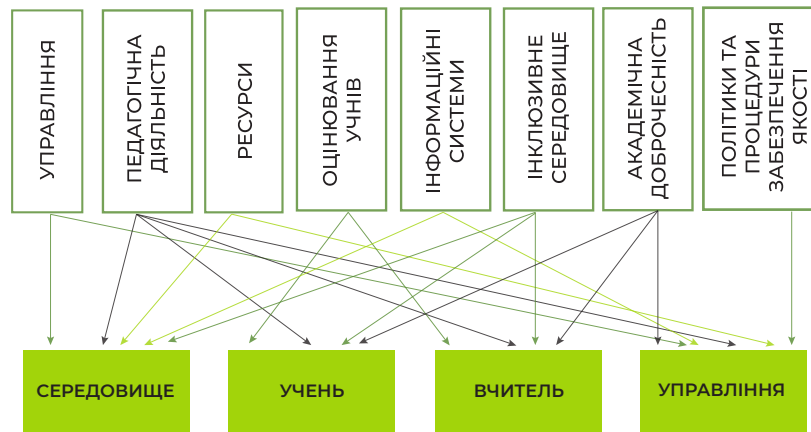 УПРАВЛІННЯ
ПЕДАГОГІЧНА
ДІЯЛЬНІСТЬ
РЕСУРСИ
ОЦІНЮВАННЯ
УЧНІВ
ІНФОРМАЦІЙНІ
СИСТЕМИ
ІНКЛЮЗИВНЕ
СЕРЕДОВИЩЕ
АКАДЕМІЧНА
ДОБРОЧЕСНІСТЬ
ПОЛІТИКИ ТА
ПРОЦЕДУРИ
ЗАБЕЗПЕЧЕННЯ
ЯКОСТІ
СЕРЕДОВИЩЕ
УЧЕНЬ
ВЧИТЕЛЬ
УПРАВЛІННЯ